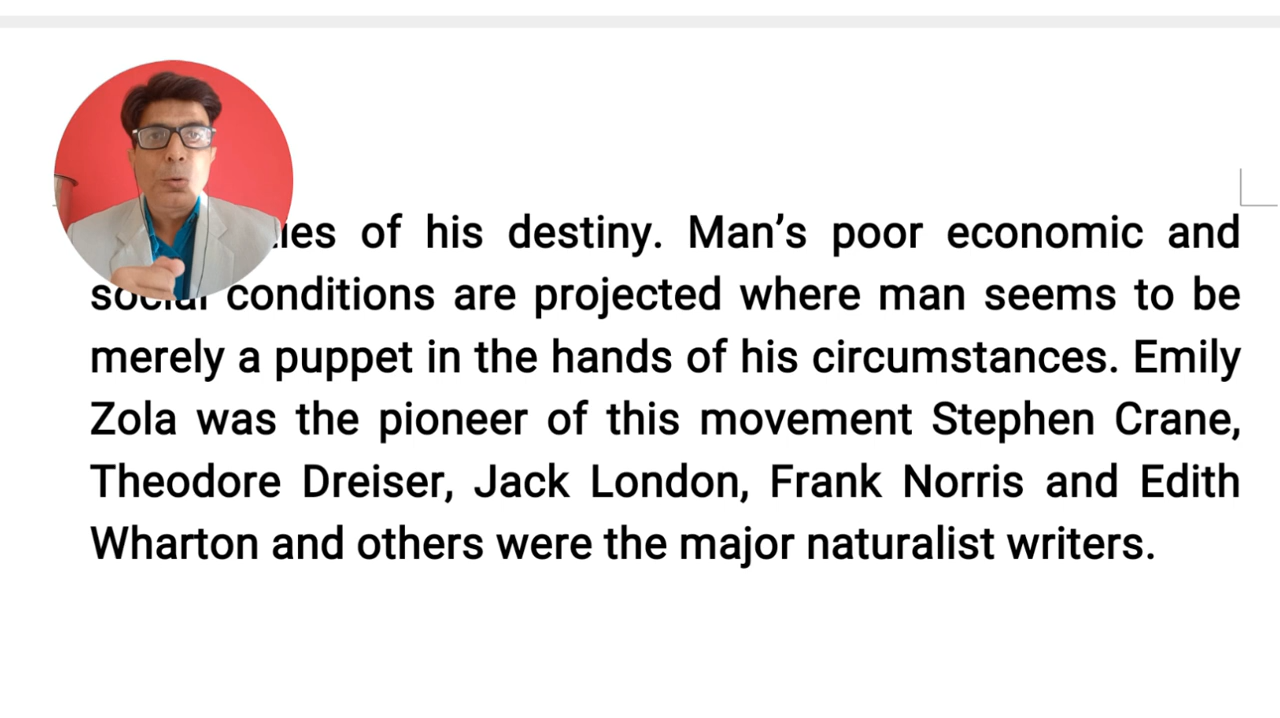 of his destiny. Man’s poor economic and
social conditions are projected where man seems to be
merely a puppet in the hands of his circumstances. Emily
Zola was the pioneer of this movement Stephen Crane,
Theodore Dreiser, Jack London, Frank Norris and Edith
Wharton and others were the major naturalist writers.